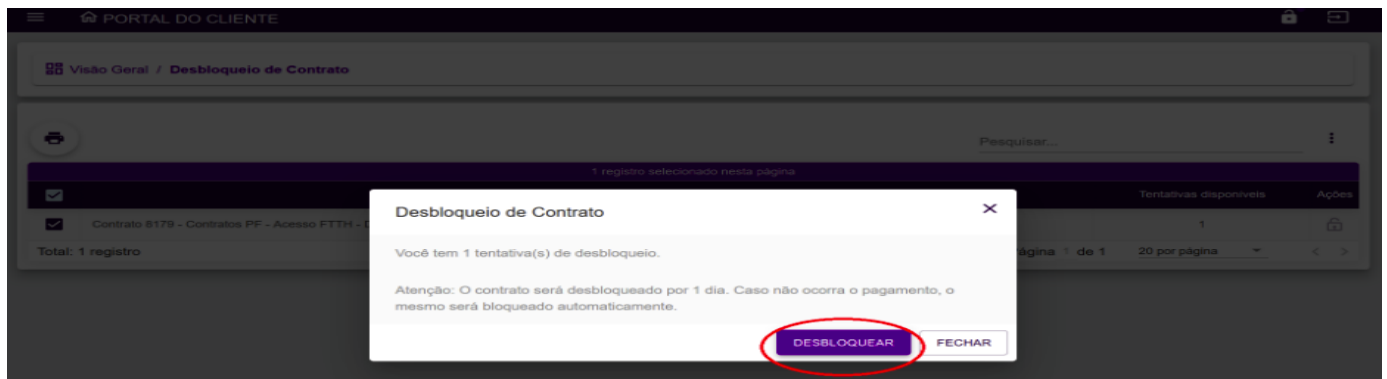 PORTAL DO CLIENTE
Visão Geral / Desbloqueio de Contrato
Pesquisar...
1 registro selecionado nesta página
Tentativas disponíveis Ações
Contrato 8179 - Contratos PF - Acesso FTTH - 1
Total: 1 registro Página 1 de 1 20 por página
Desbloqueio de Contrato
Você tem 1 tentativa(s) de desbloqueio.
Atenção: O contrato será desbloqueado por 1 dia. Caso não ocorra o pagamento, o
mesmo será bloqueado automaticamente.
DESBLOQUEAR FECHAR